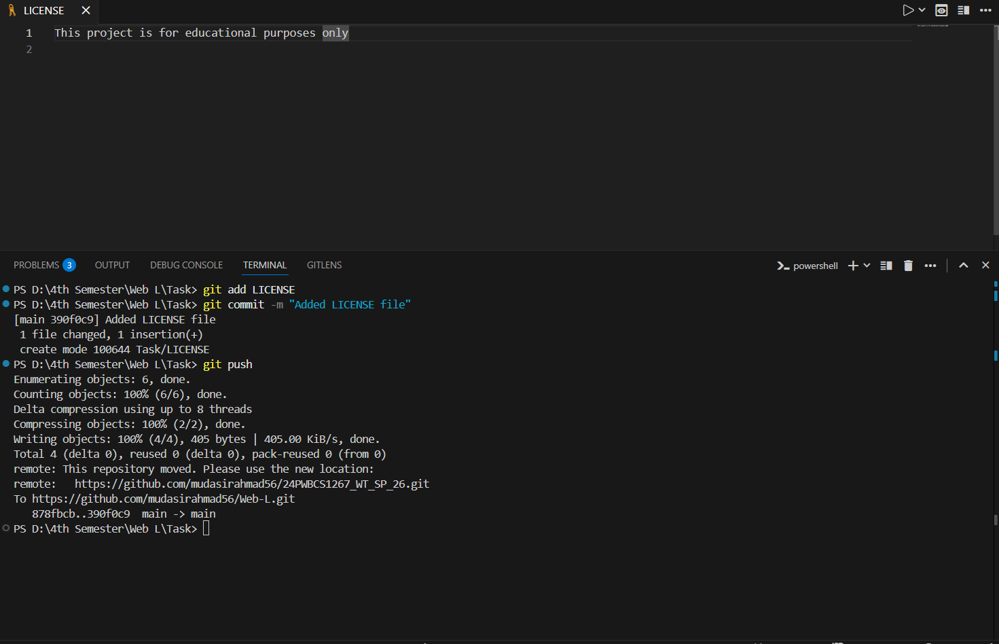 LICENSE
1 This project is for educational purposes only
2
PROBLEMS 3 OUTPUT DEBUG CONSOLE TERMINAL GITLENS powershell
PS D:\4th Semester\Web L\Task> git add LICENSE
PS D:\4th Semester\Web L\Task> git commit -m "Added LICENSE file"
[main 390f0c9] Added LICENSE file
 1 file changed, 1 insertion(+)
 create mode 100644 Task/LICENSE
PS D:\4th Semester\Web L\Task> git push
Enumerating objects: 6, done.
Counting objects: 100% (6/6), done.
Delta compression using up to 8 threads
Compressing objects: 100% (2/2), done.
Writing objects: 100% (4/4), 405 bytes | 405.00 KiB/s, done.
Total 4 (delta 0), reused 0 (delta 0), pack-reused 0 (from 0)
remote: This repository moved. Please use the new location:
remote:   https://github.com/mudasirahmad56/24PWBCS1267_WT_SP_26.git
To https://github.com/mudasirahmad56/Web-L.git
   878fbcb..390f0c9  main -> main
PS D:\4th Semester\Web L\Task>